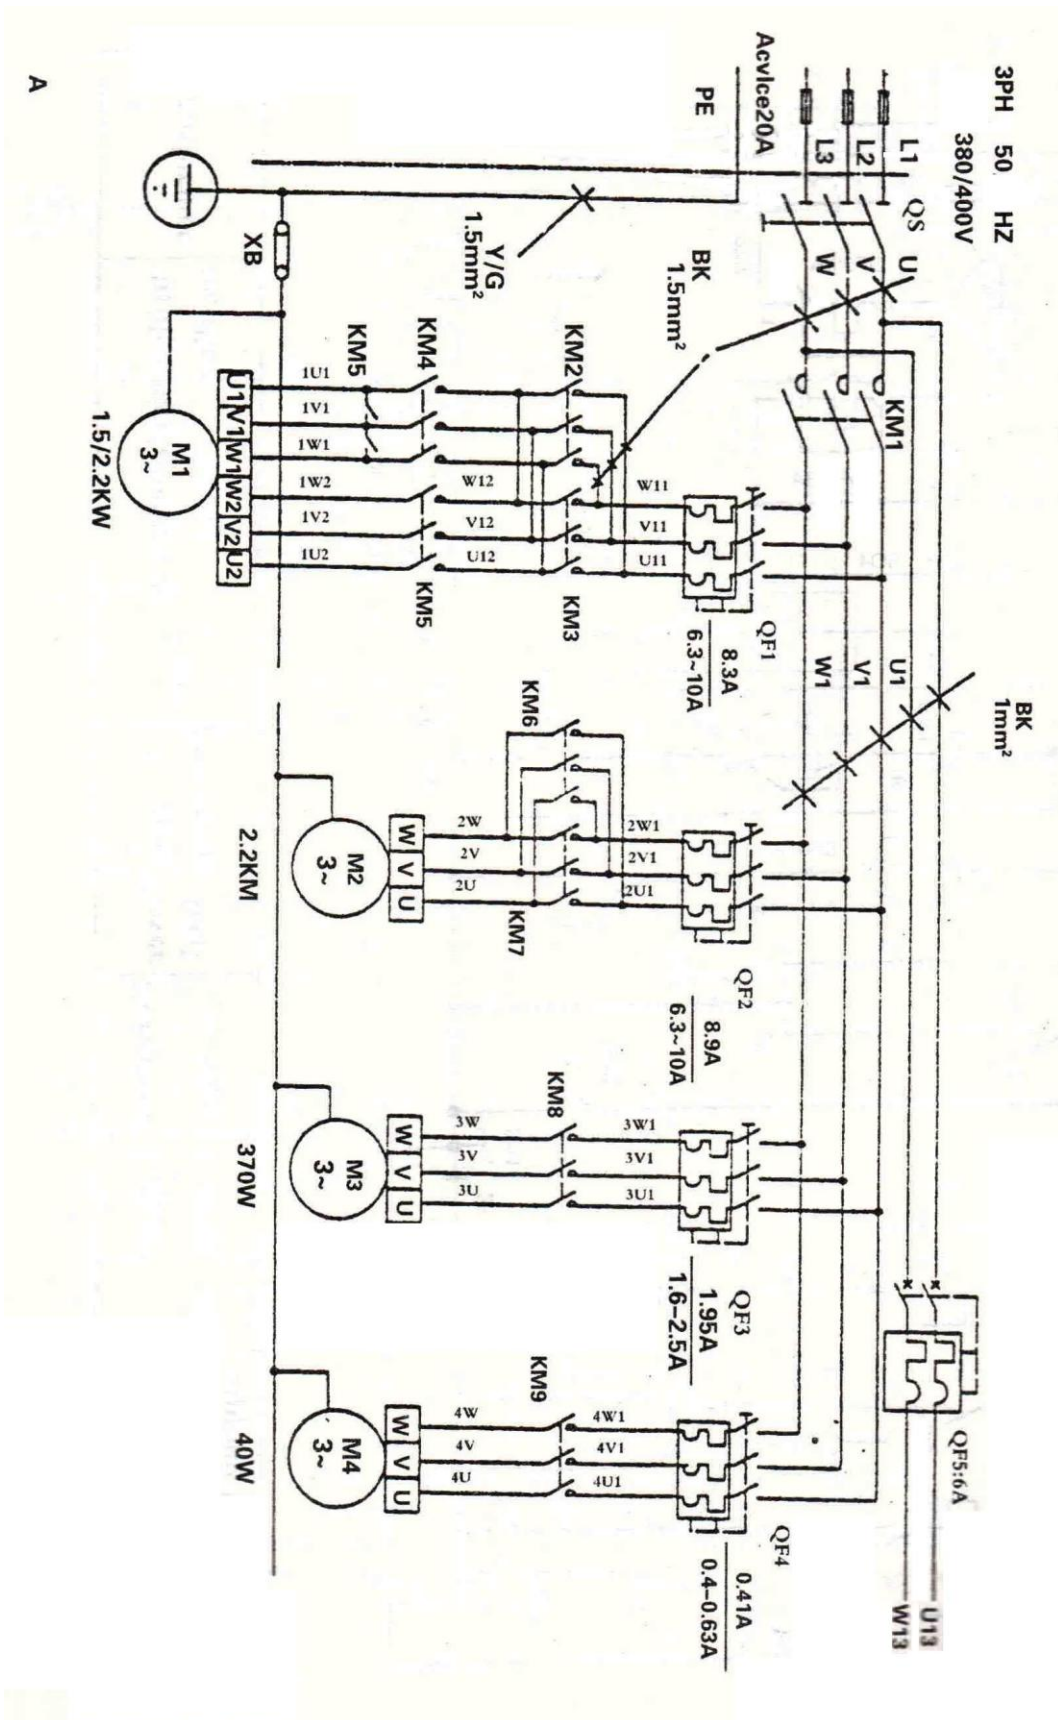 3PH 50 HZ
380/400V
Acvlce20A
L1
L2
L3
PE
QS
U
V
W
BK
1.5mm²
Y/G
1.5mm²
XB
A
KM1
KM2
KM3
KM4
KM5
KM5
1U1
1V1
1W1
1W2
1V2
1U2
W12
V12
U12
W11
V11
U11
U1
V1
W1
W2
V2
U2
M1
3~
1.5/2.2KW
QF1
8.3A
6.3~10A
U1
V1
W1
BK
1mm²
KM6
KM7
2W
2V
2U
2W1
2V1
2U1
W
V
U
M2
3~
2.2KM
QF2
8.9A
6.3~10A
KM8
3W
3V
3U
3W1
3V1
3U1
W
V
U
M3
3~
370W
QF3
1.95A
1.6-2.5A
KM9
4W
4V
4U
4W1
4V1
4U1
W
V
U
M4
3~
40W
QF4
0.41A
0.4-0.63A
QF5:6A
U13
W13